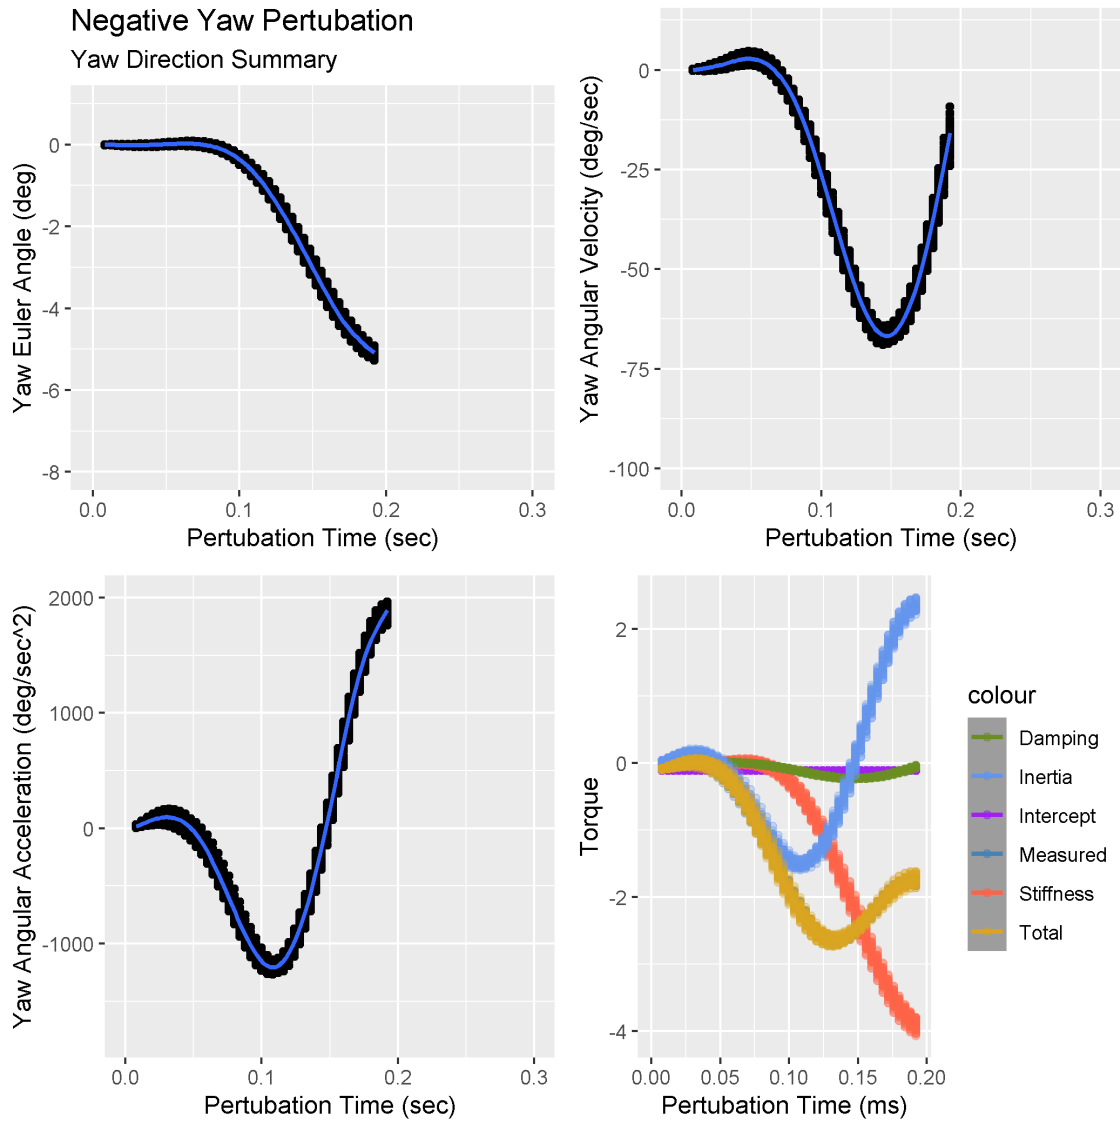 Negative Yaw Pertubation
Yaw Direction Summary
Yaw Euler Angle (deg)
0
-2
-4
-6
-8
0.0 0.1 0.2 0.3
Pertubation Time (sec)
Yaw Angular Velocity (deg/sec)
0
-25
-50
-75
-100
0.0 0.1 0.2 0.3
Pertubation Time (sec)
Yaw Angular Acceleration (deg/sec^2)
2000
1000
0
-1000
0.0 0.1 0.2 0.3
Pertubation Time (sec)
Torque
2
0
-2
-4
0.00 0.05 0.10 0.15 0.20
Pertubation Time (ms)
colour
Damping
Inertia
Intercept
Measured
Stiffness
Total